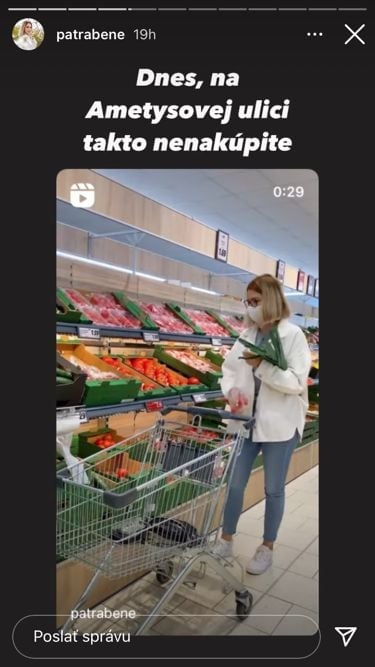 patrabene 19h
Dnes, na
Ametysovej ulici
takto nenakúpite
0:29
patrabene
Poslať správu